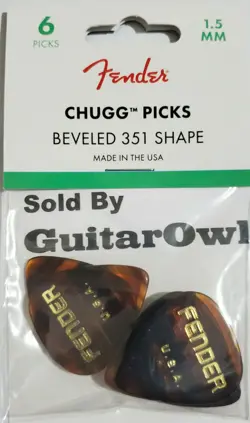 6
PICKS
Fender
1.5
MM
CHUGG™ PICKS
BEVELED 351 SHAPE
MADE IN THE USA
Sold By
GuitarOwl
FENDER
U.S.A.
FENDER
U.S.A.